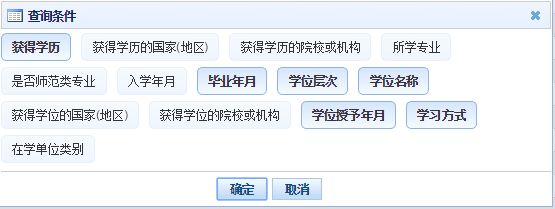 查询条件
获得学历 获得学历的国家(地区) 获得学历的院校或机构 所学专业
是否师范类专业 入学年月 毕业年月 学位层次 学位名称
获得学位的国家(地区) 获得学位的院校或机构 学位授予年月 学习方式
在学单位类别
确定 取消